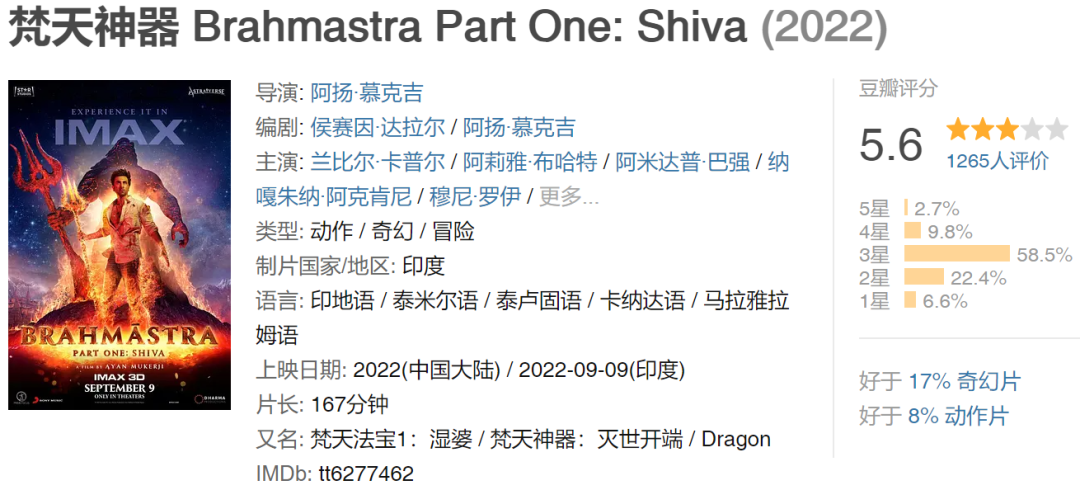 梵天神器 Brahmastra Part One: Shiva (2022)
STAR
STUDIOS
ASTRAVERSE
EXPERIENCE IT IN
IMAX
BRAHMĀSTRA
PART ONE: SHIVA
A FILM BY AYAN MUKERJI
IMAX 3D
SEPTEMBER 9
ONLY IN THEATERS
SONY MUSIC
DHARMA
导演: 阿扬·慕克吉
编剧: 侯赛因·达拉尔 / 阿扬·慕克吉
主演: 兰比尔·卡普尔 / 阿莉雅·布哈特 / 阿米达普·巴强 / 纳
嘎朱纳·阿克肯尼 / 穆尼·罗伊 / 更多...
类型: 动作 / 奇幻 / 冒险
制片国家/地区: 印度
语言: 印地语 / 泰米尔语 / 泰卢固语 / 卡纳达语 / 马拉雅拉
姆语
上映日期: 2022(中国大陆) / 2022-09-09(印度)
片长: 167分钟
又名: 梵天法宝1：湿婆 / 梵天神器：灭世开端 / Dragon
IMDb: tt6277462
豆瓣评分
5.6
1265人评价
5星 2.7%
4星 9.8%
3星 58.5%
2星 22.4%
1星 6.6%
好于 17% 奇幻片
好于 8% 动作片